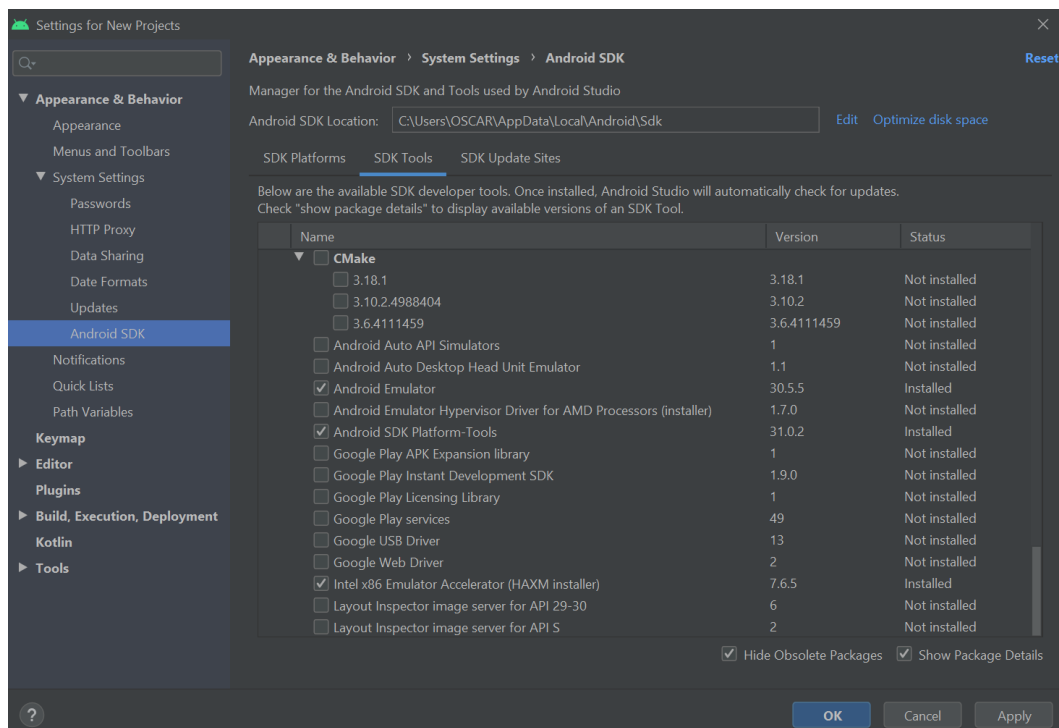 Settings for New Projects
Appearance & Behavior
Appearance
Menus and Toolbars
System Settings
Passwords
HTTP Proxy
Data Sharing
Date Formats
Updates
Android SDK
Notifications
Quick Lists
Path Variables
Keymap
Editor
Plugins
Build, Execution, Deployment
Kotlin
Tools
Appearance & Behavior › System Settings › Android SDK
Reset
Manager for the Android SDK and Tools used by Android Studio
Android SDK Location: C:\Users\OSCAR\AppData\Local\Android\Sdk Edit Optimize disk space
SDK Platforms SDK Tools SDK Update Sites
Below are the available SDK developer tools. Once installed, Android Studio will automatically check for updates.
Check "show package details" to display available versions of an SDK Tool.
Name Version Status
CMake
3.18.1 3.18.1 Not installed
3.10.2.4988404 3.10.2 Not installed
3.6.4111459 3.6.4111459 Not installed
Android Auto API Simulators 1 Not installed
Android Auto Desktop Head Unit Emulator 1.1 Not installed
Android Emulator 30.5.5 Installed
Android Emulator Hypervisor Driver for AMD Processors (installer) 1.7.0 Not installed
Android SDK Platform-Tools 31.0.2 Installed
Google Play APK Expansion library 1 Not installed
Google Play Instant Development SDK 1.9.0 Not installed
Google Play Licensing Library 1 Not installed
Google Play services 49 Not installed
Google USB Driver 13 Not installed
Google Web Driver 2 Not installed
Intel x86 Emulator Accelerator (HAXM installer) 7.6.5 Installed
Layout Inspector image server for API 29-30 6 Not installed
Layout Inspector image server for API S 2 Not installed
Hide Obsolete Packages Show Package Details
? OK Cancel Apply